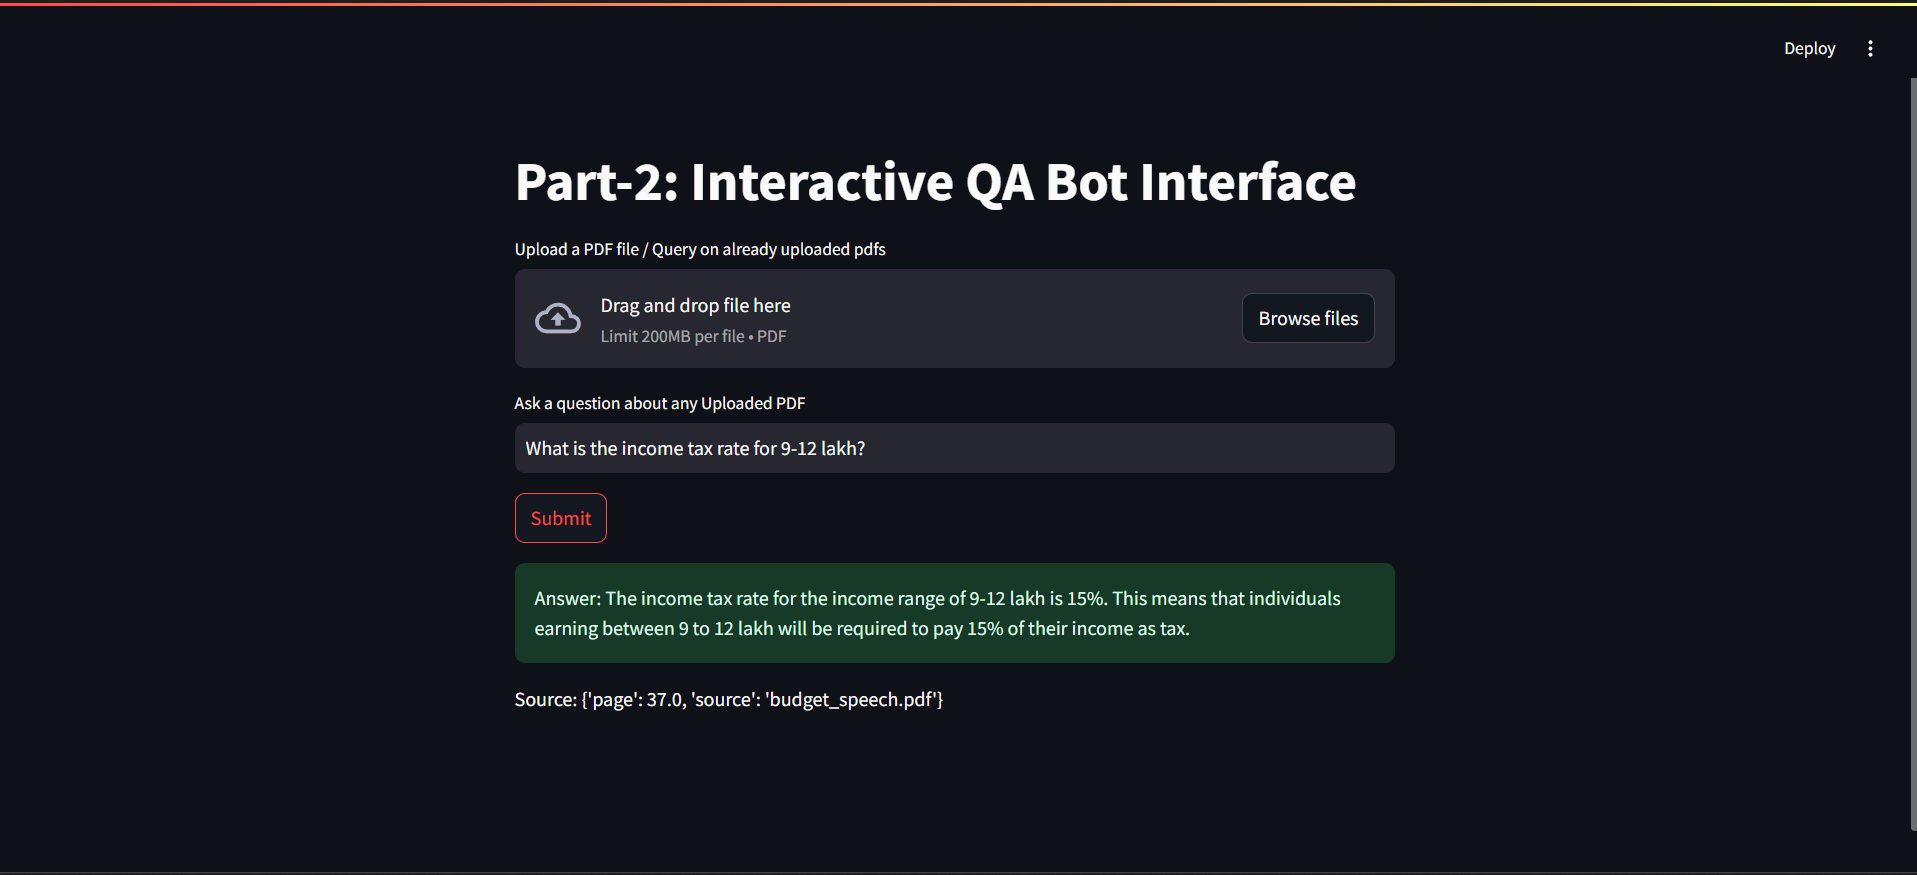 Deploy
Part-2: Interactive QA Bot Interface
Upload a PDF file / Query on already uploaded pdfs
Drag and drop file here
Limit 200MB per file • PDF
Browse files
Ask a question about any Uploaded PDF
What is the income tax rate for 9-12 lakh?
Submit
Answer: The income tax rate for the income range of 9-12 lakh is 15%. This means that individuals
earning between 9 to 12 lakh will be required to pay 15% of their income as tax.
Source: {'page': 37.0, 'source': 'budget_speech.pdf'}